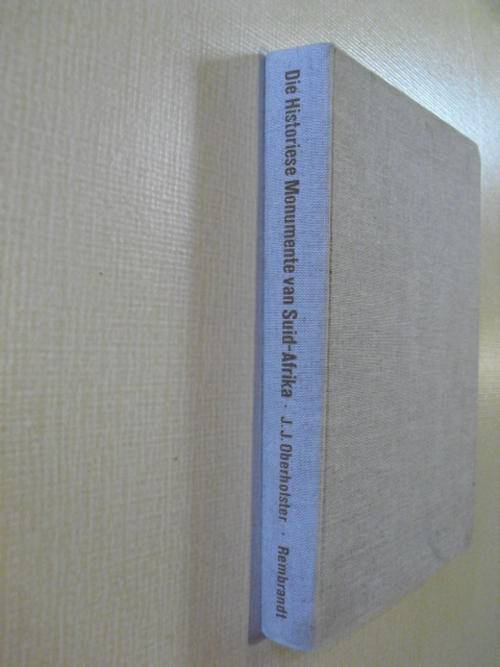 Die Historiese Monumente van Suid-Afrika · J.J. Oberholster · Rembrandt